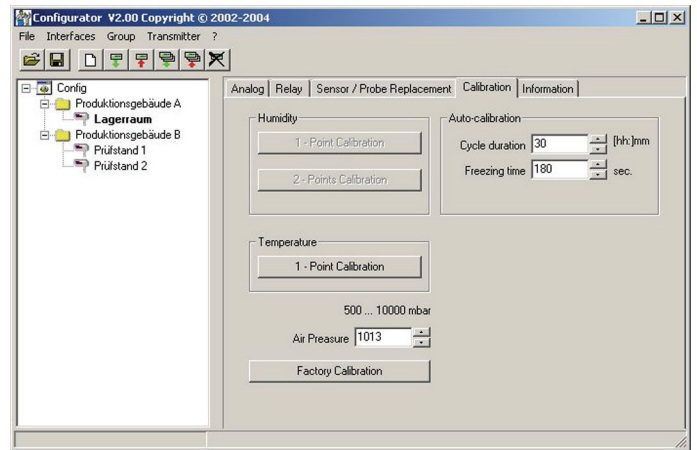 Configurator V2.00 Copyright © 2002-2004
File Interfaces Group Transmitter ?
Config
Produktionsgebäude A
Lagerraum
Produktionsgebäude B
Prüfstand 1
Prüfstand 2
Analog Relay Sensor / Probe Replacement Calibration Information
Humidity
1 - Point Calibration
2 - Points Calibration
Auto-calibration
Cycle duration 30 [hh:]mm
Freezing time 180 sec.
Temperature
1 - Point Calibration
500 ... 10000 mbar
Air Preasure 1013
Factory Calibration